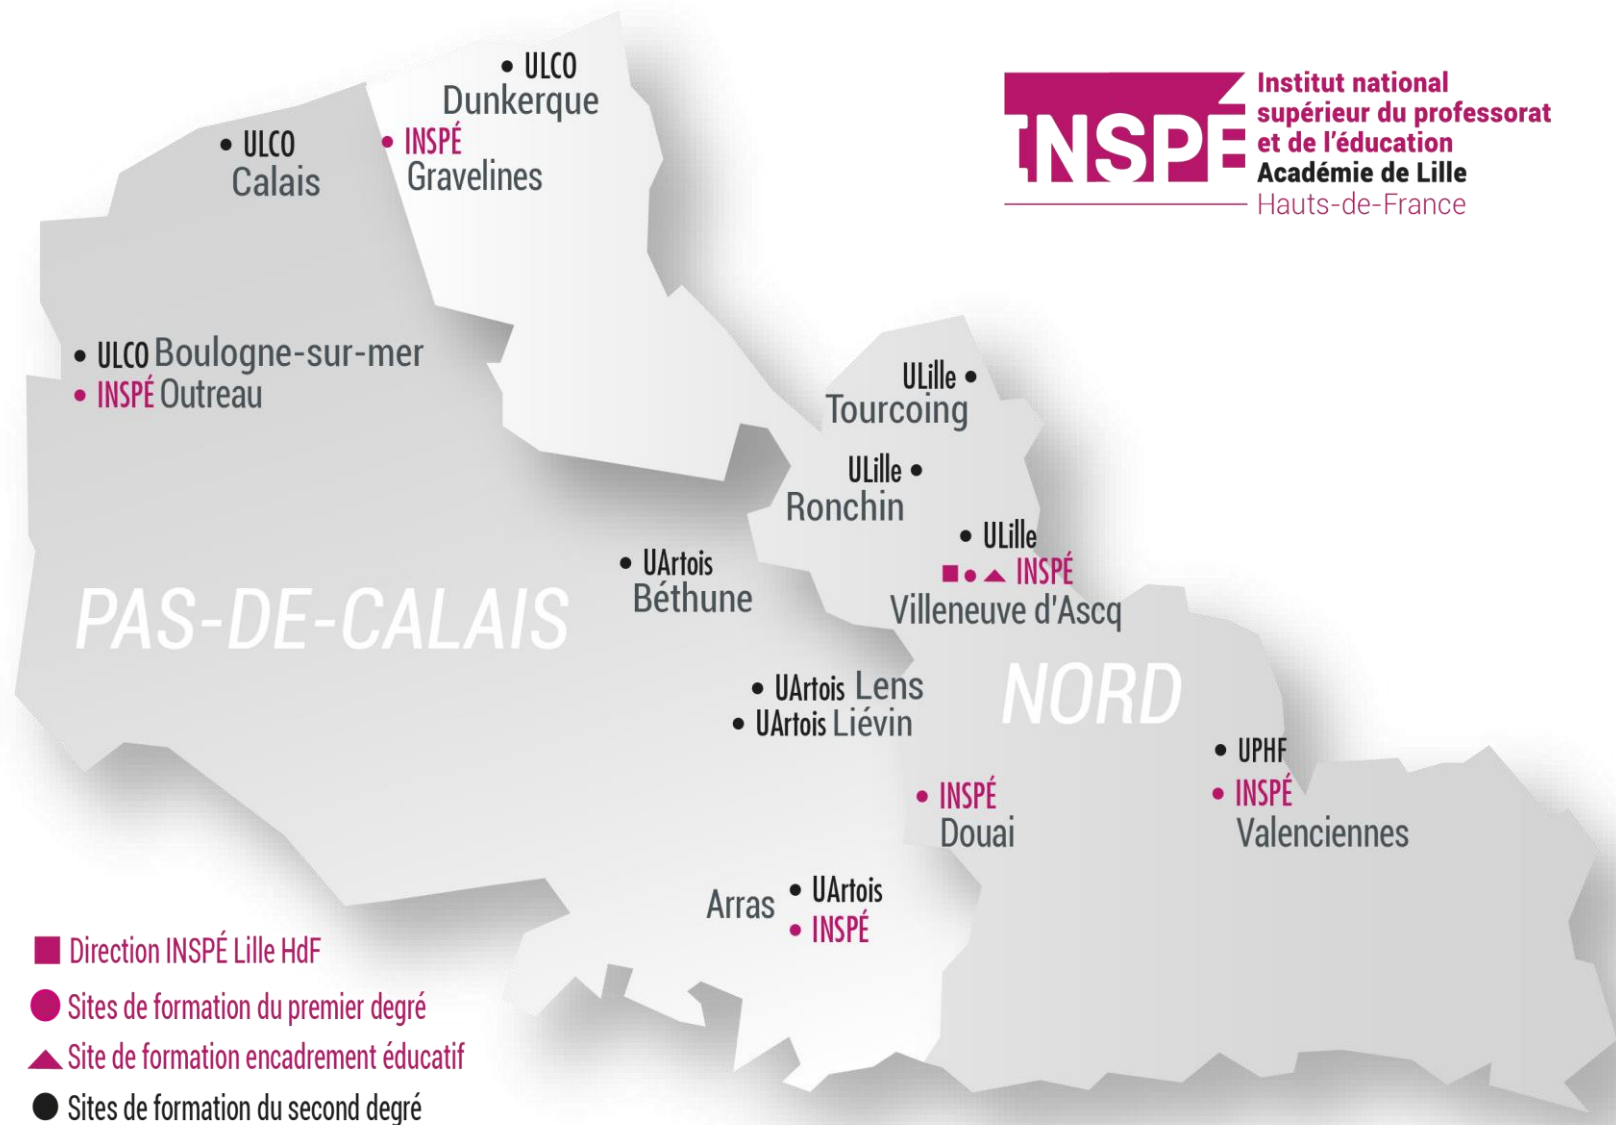 ULCO
Dunkerque
INSPÉ
Institut national
supérieur du professorat
et de l'éducation
Académie de Lille
Hauts-de-France
ULCO
Calais
INSPÉ
Gravelines
ULCO Boulogne-sur-mer
INSPÉ Outreau
ULille
Tourcoing
ULille
Ronchin
ULille
INSPÉ
Villeneuve d'Ascq
UArtois
Béthune
PAS-DE-CALAIS
UArtois Lens
UArtois Liévin
NORD
UPHF
INSPÉ
Valenciennes
INSPÉ
Douai
Arras
UArtois
INSPÉ
Direction INSPÉ Lille HdF
Sites de formation du premier degré
Site de formation encadrement éducatif
Sites de formation du second degré